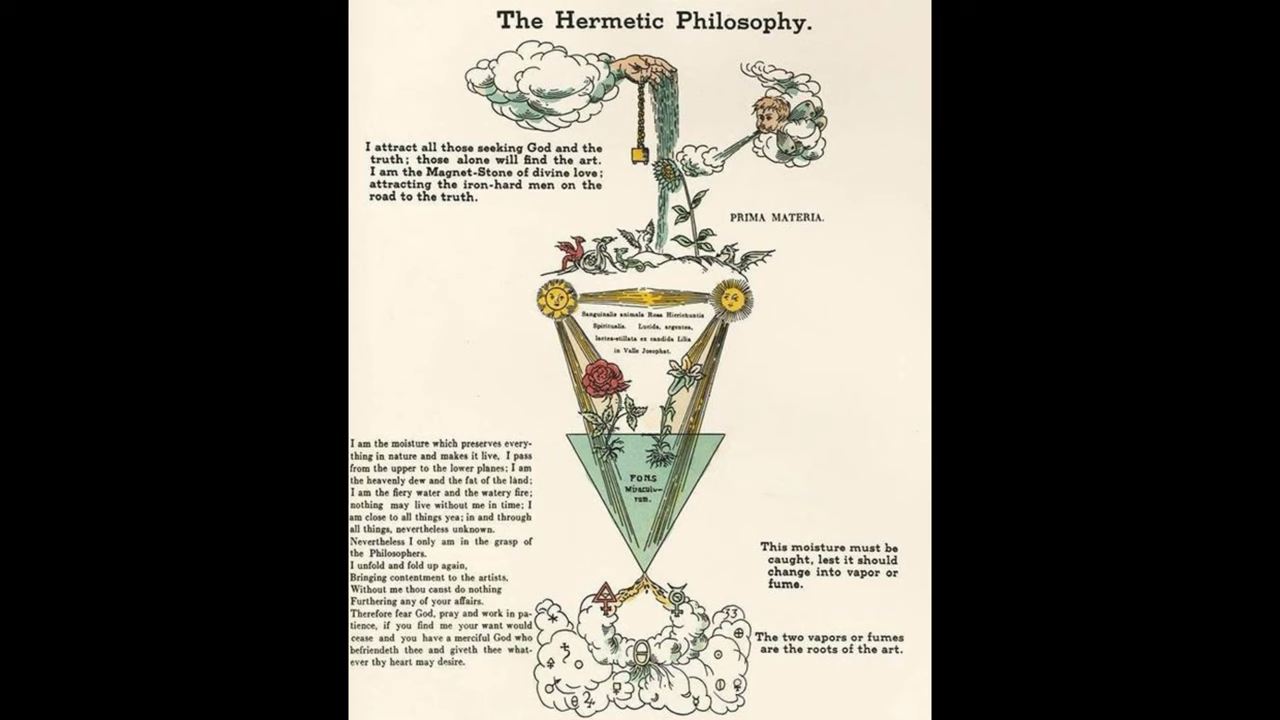 The Hermetic Philosophy.
I attract all those seeking God and the
truth; those alone will find the art.
I am the Magnet-Stone of divine love;
attracting the iron-hard men on the
road to the truth.
PRIMA MATERIA.
Sanguinalis animala Rosa Hierichuntis
Spiritualis. Lucida, argentea,
lactea-stillata ex candida Lilia
in Valle Josophat.
FONS
Miraculo-
rum.
I am the moisture which preserves every-
thing in nature and makes it live, I pass
from the upper to the lower planes; I am
the heavenly dew and the fat of the land;
I am the fiery water and the watery fire;
nothing may live without me in time; I
am close to all things yea; in and through
all things, nevertheless unknown.
Nevertheless I only am in the grasp of
the Philosophers.
I unfold and fold up again,
Bringing contentment to the artists,
Without me thou canst do nothing
Furthering any of your affairs.
Therefore fear God, pray and work in pa-
tience, if you find me your want would
cease and you have a merciful God who
befriendeth thee and giveth thee what-
ever thy heart may desire.
This moisture must be
caught, lest it should
change into vapor or
fume.
The two vapors or fumes
are the roots of the art.